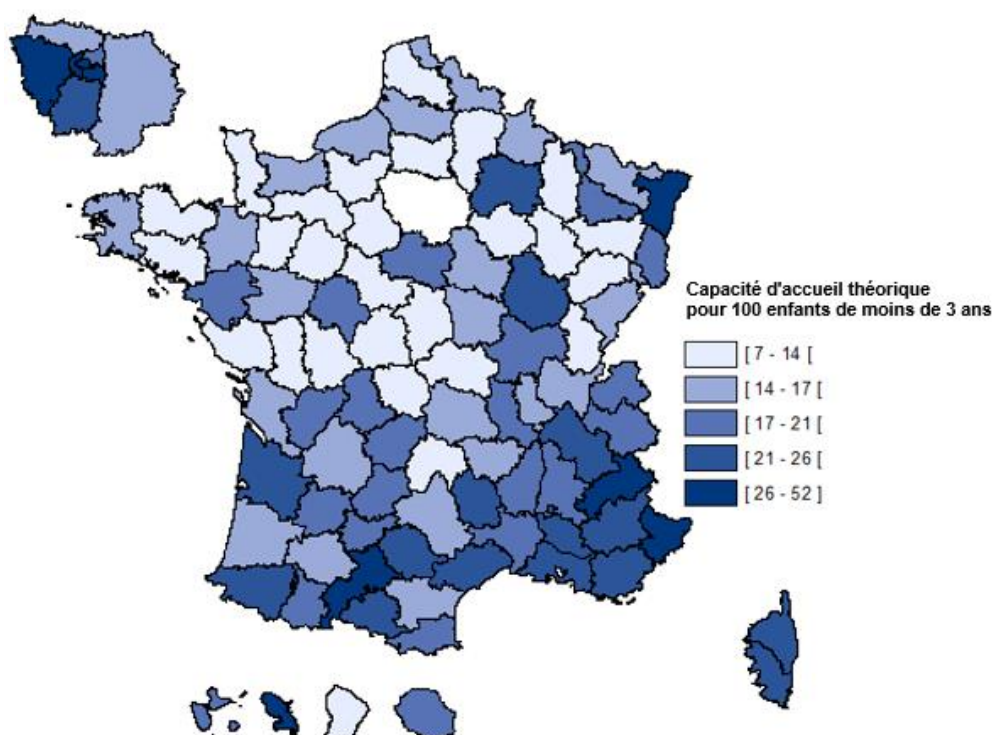 Capacité d'accueil théorique
pour 100 enfants de moins de 3 ans
[ 7 - 14 [
[ 14 - 17 [
[ 17 - 21 [
[ 21 - 26 [
[ 26 - 52 ]